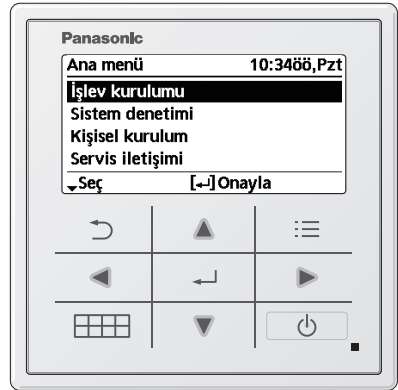 Panasonic
Ana menü 10:34öö,Pzt
İşlev kurulumu
Sistem denetimi
Kişisel kurulum
Servis iletişimi
Seç [↵]Onayla